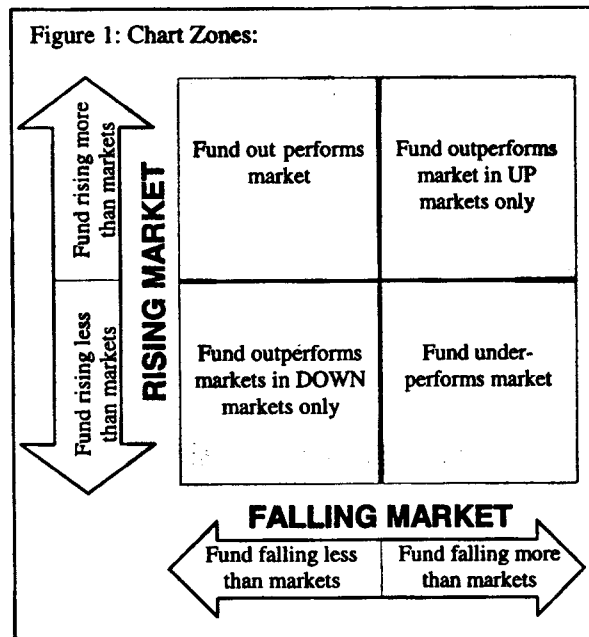 Figure 1: Chart Zones:
Fund rising more
than markets
Fund rising less
than markets
RISING MARKET
Fund out performs
market
Fund outperforms
market in UP
markets only
Fund outperforms
markets in DOWN
markets only
Fund under-
performs market
FALLING MARKET
Fund falling less
than markets
Fund falling more
than markets